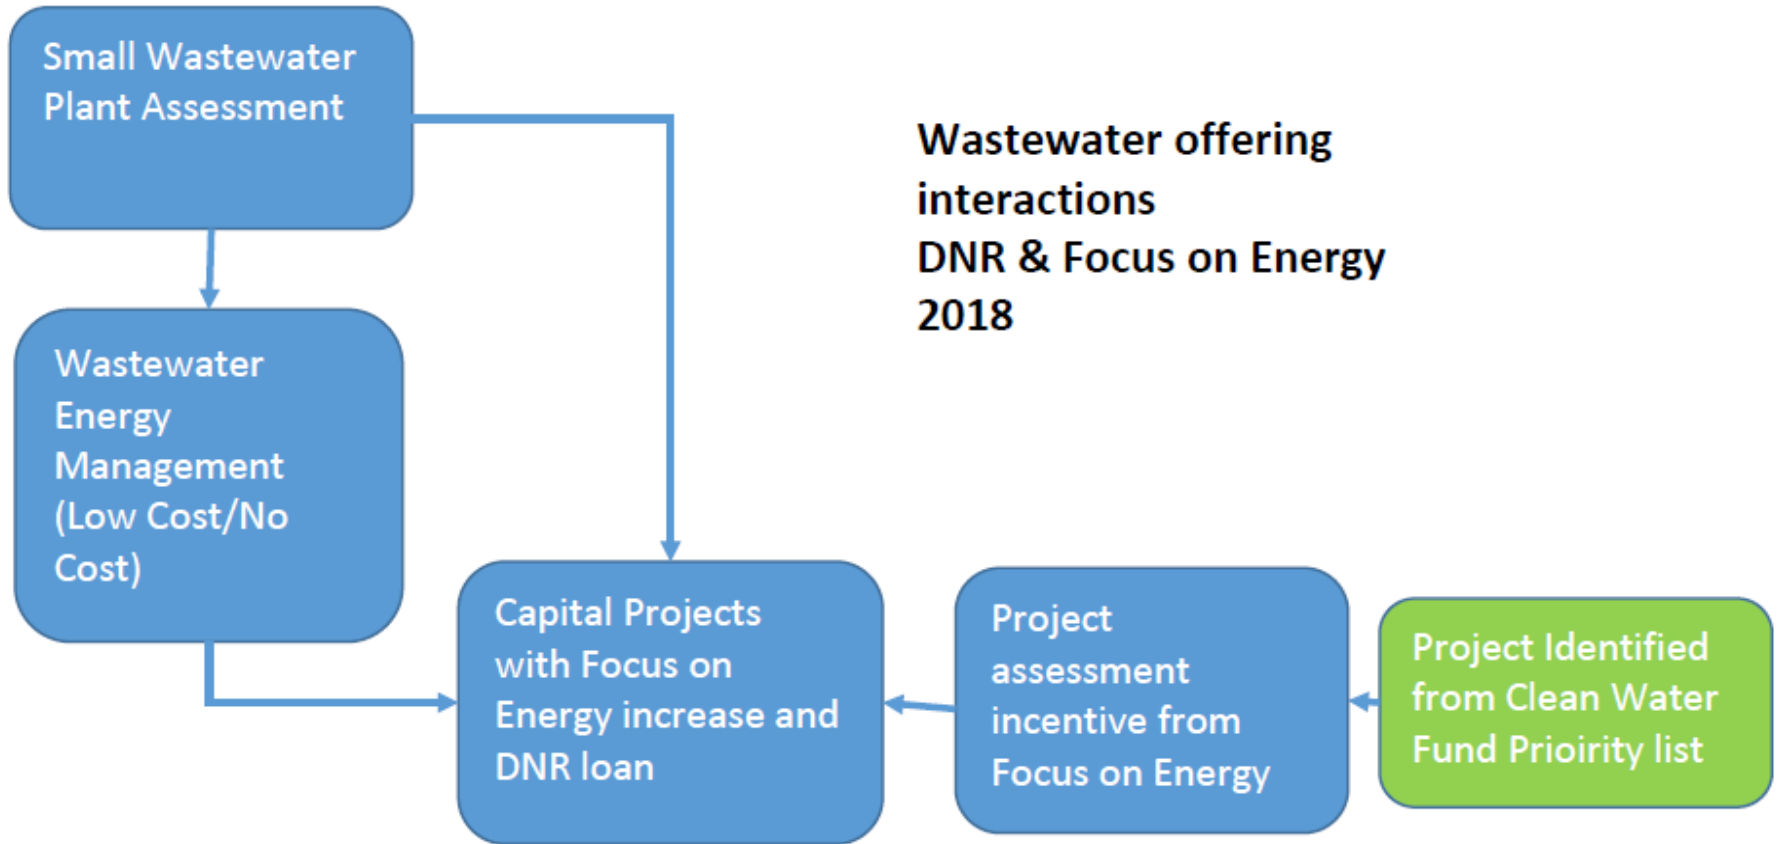 Small Wastewater
Plant Assessment
Wastewater offering
interactions
DNR & Focus on Energy
2018
Wastewater
Energy
Management
(Low Cost/No
Cost)
Capital Projects
with Focus on
Energy increase and
DNR loan
Project
assessment
incentive from
Focus on Energy
Project Identified
from Clean Water
Fund Prioirity list